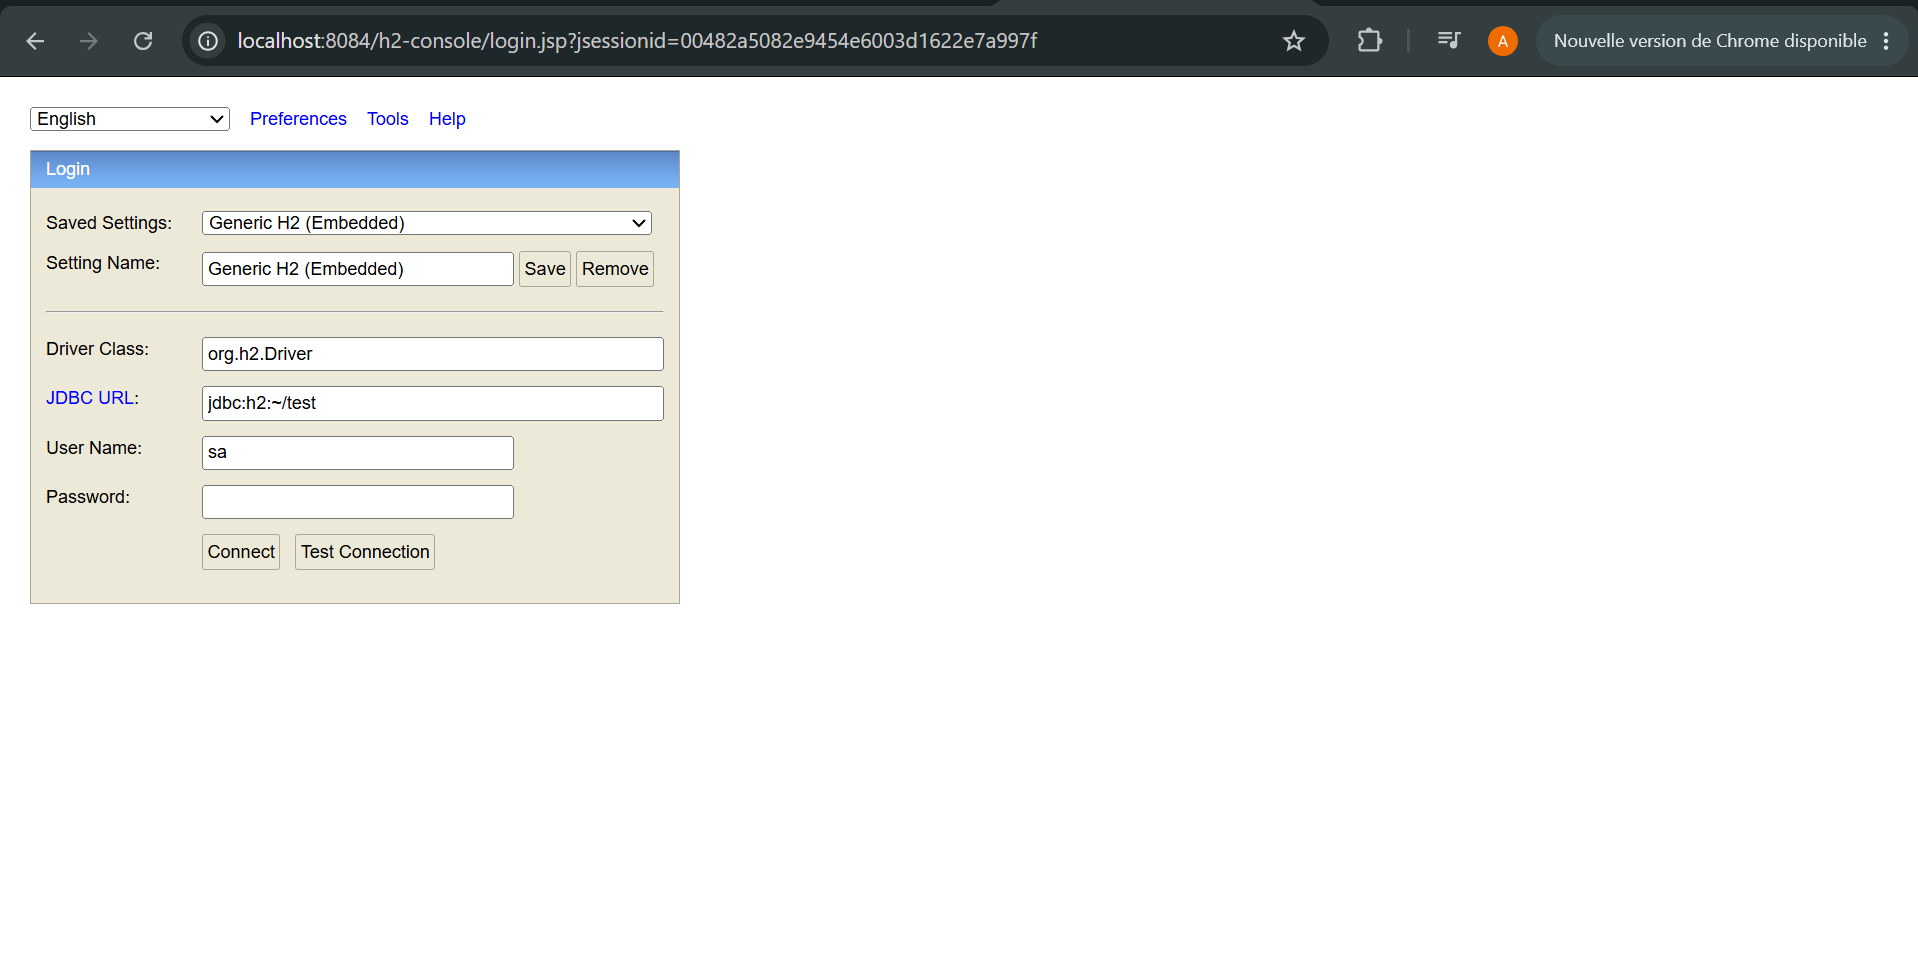 localhost:8084/h2-console/login.jsp?jsessionid=00482a5082e9454e6003d1622e7a997f
A
Nouvelle version de Chrome disponible
English Preferences Tools Help
Login
Saved Settings: Generic H2 (Embedded)
Setting Name: Generic H2 (Embedded) Save Remove
Driver Class: org.h2.Driver
JDBC URL: jdbc:h2:~/test
User Name: sa
Password:
Connect Test Connection